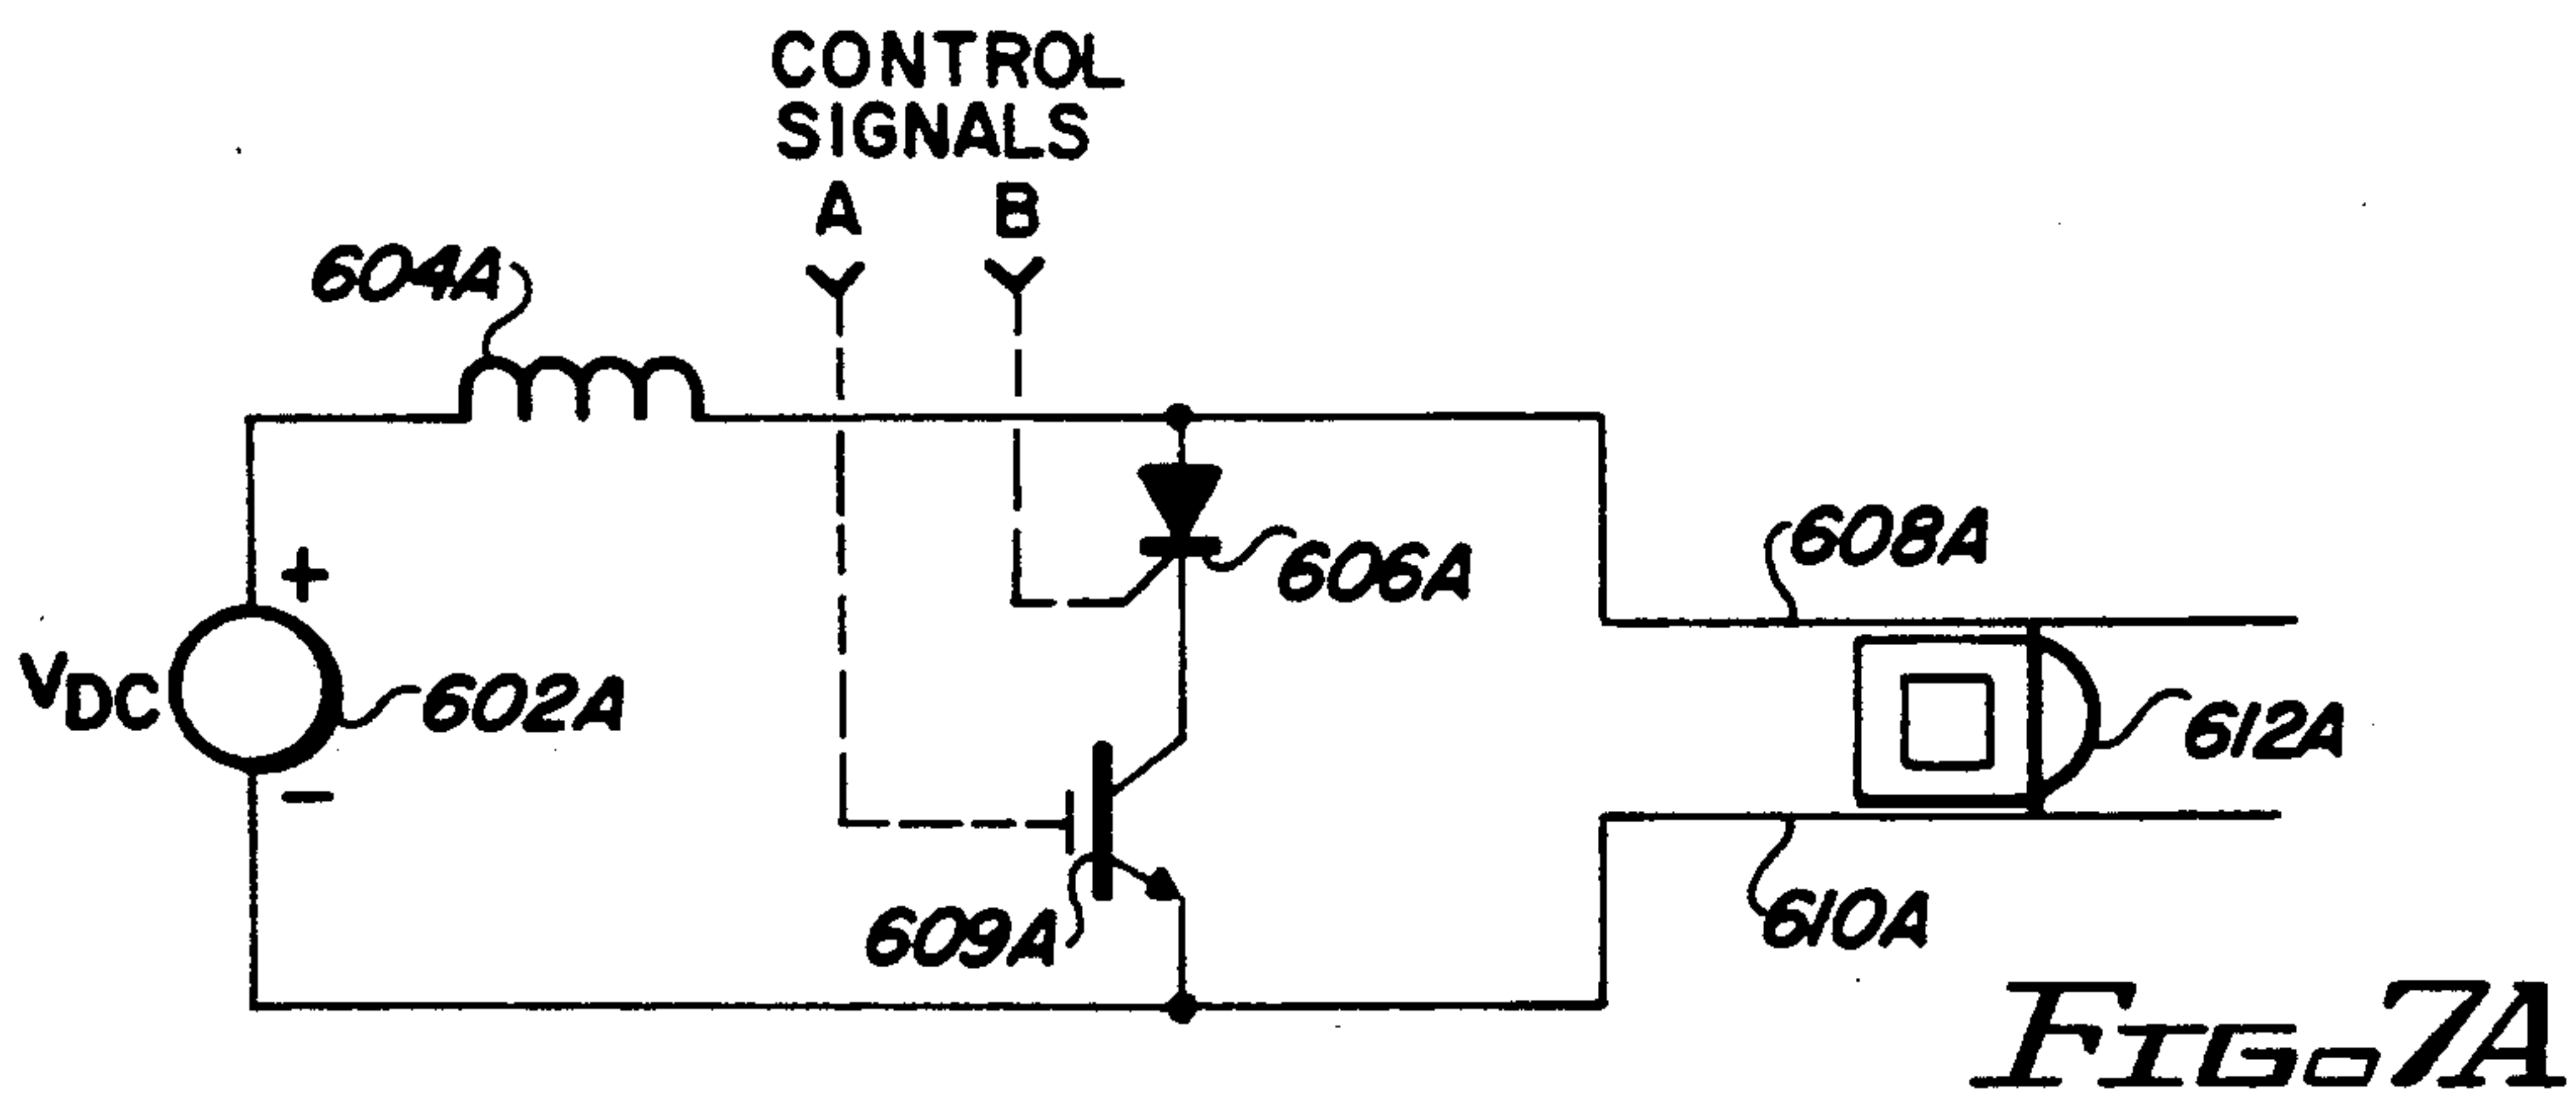 CONTROL
SIGNALS
A B
604A
606A
608A
+
VDC
602A
612A
−
609A
610A
FIG. 7A